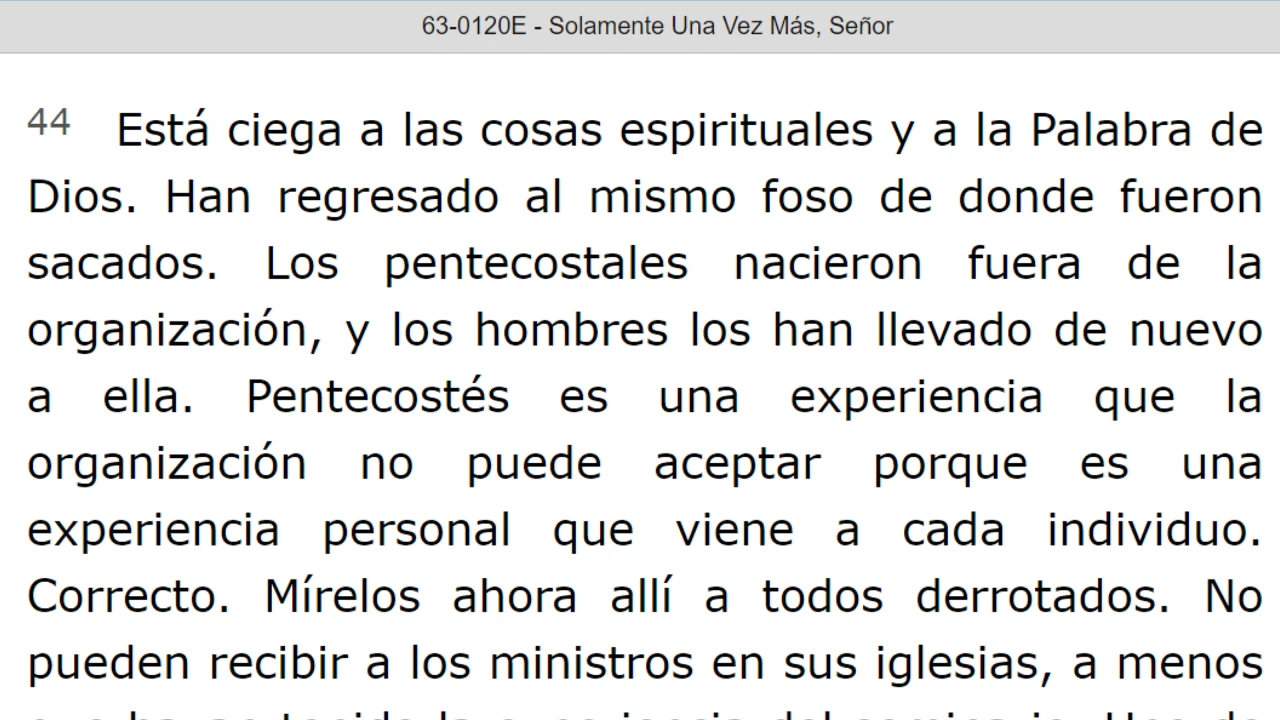 63-0120E - Solamente Una Vez Más, Señor
44 Está ciega a las cosas espirituales y a la Palabra de
Dios. Han regresado al mismo foso de donde fueron
sacados. Los pentecostales nacieron fuera de la
organización, y los hombres los han llevado de nuevo
a ella. Pentecostés es una experiencia que la
organización no puede aceptar porque es una
experiencia personal que viene a cada individuo.
Correcto. Mírelos ahora allí a todos derrotados. No
pueden recibir a los ministros en sus iglesias, a menos